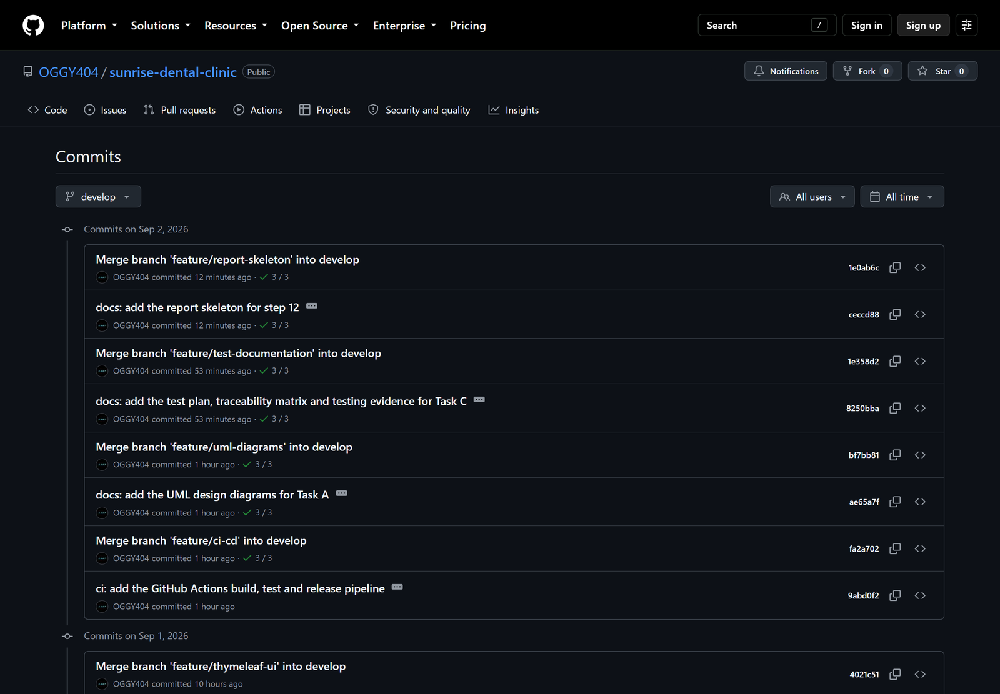 Platform Solutions Resources Open Source Enterprise Pricing Search / Sign in Sign up
OGGY404 / sunrise-dental-clinic Public Notifications Fork 0 Star 0
Code Issues Pull requests Actions Projects Security and quality Insights
Commits
develop All users All time
Commits on Sep 2, 2026
Merge branch 'feature/report-skeleton' into develop
OGGY404 committed 12 minutes ago · 3 / 3
1e0ab6c
docs: add the report skeleton for step 12
OGGY404 committed 12 minutes ago · 3 / 3
ceccd88
Merge branch 'feature/test-documentation' into develop
OGGY404 committed 53 minutes ago · 3 / 3
1e358d2
docs: add the test plan, traceability matrix and testing evidence for Task C
OGGY404 committed 53 minutes ago · 3 / 3
8250bba
Merge branch 'feature/uml-diagrams' into develop
OGGY404 committed 1 hour ago · 3 / 3
bf7bb81
docs: add the UML design diagrams for Task A
OGGY404 committed 1 hour ago · 3 / 3
ae65a7f
Merge branch 'feature/ci-cd' into develop
OGGY404 committed 1 hour ago · 3 / 3
fa2a702
ci: add the GitHub Actions build, test and release pipeline
OGGY404 committed 1 hour ago
9abd0f2
Commits on Sep 1, 2026
Merge branch 'feature/thymeleaf-ui' into develop
OGGY404 committed 10 hours ago
4021c51